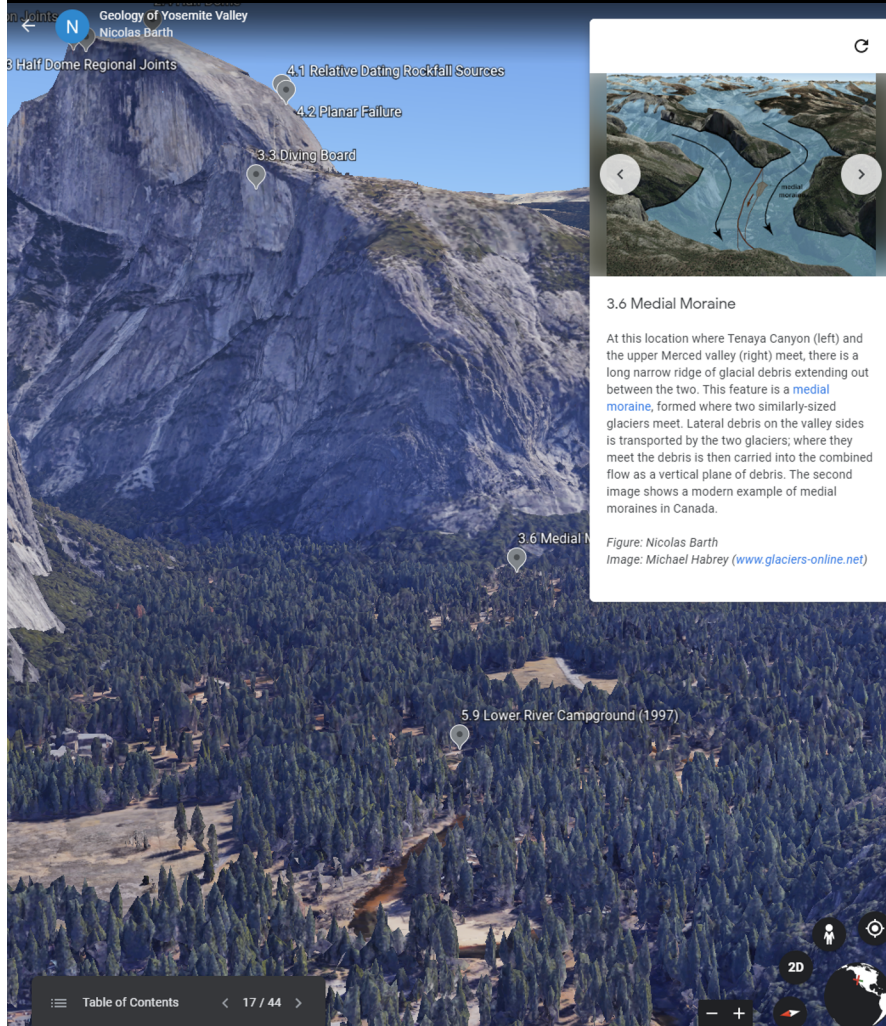 Geology of Yosemite Valley
N
Nicolas Barth
3 Half Dome Regional Joints
4.1 Relative Dating Rockfall Sources
4.2 Planar Failure
3.3 Diving Board
medial
moraine
3.6 Medial Moraine
At this location where Tenaya Canyon (left) and
the upper Merced valley (right) meet, there is a
long narrow ridge of glacial debris extending out
between the two. This feature is a medial
moraine, formed where two similarly-sized
glaciers meet. Lateral debris on the valley sides
is transported by the two glaciers; where they
meet the debris is then carried into the combined
flow as a vertical plane of debris. The second
image shows a modern example of medial
moraines in Canada.
Figure: Nicolas Barth
Image: Michael Habrey (www.glaciers-online.net)
3.6 Medial M
5.9 Lower River Campground (1997)
2D
Table of Contents
17 / 44